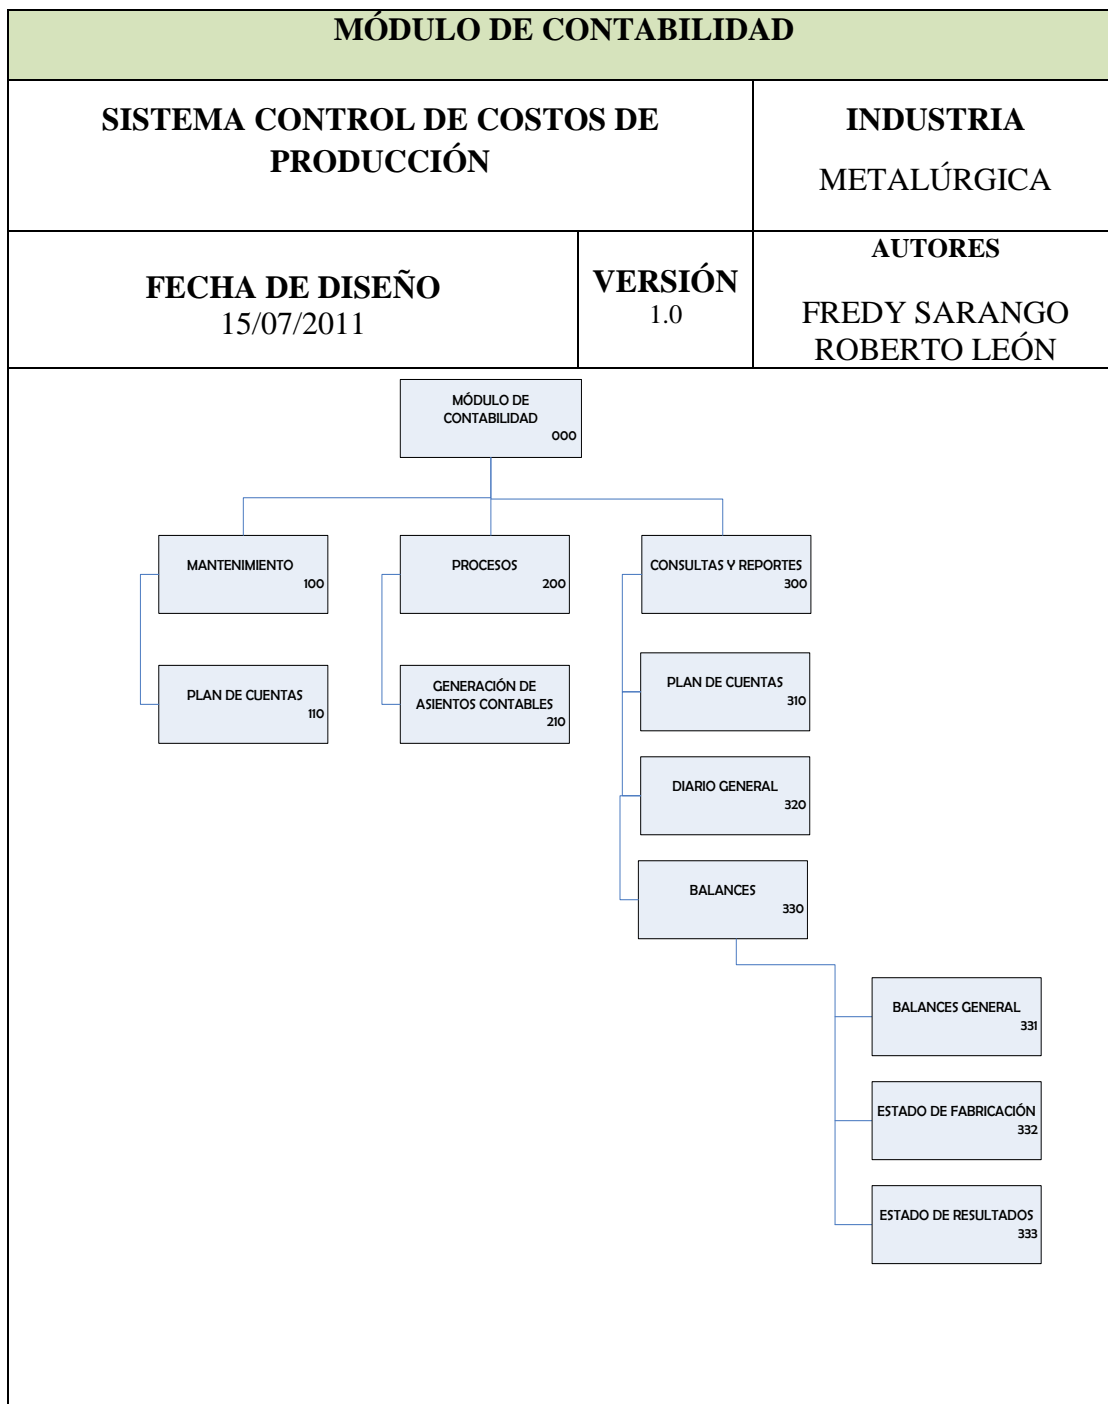 MÓDULO DE CONTABILIDAD
SISTEMA CONTROL DE COSTOS DE
PRODUCCIÓN
INDUSTRIA
METALÚRGICA
FECHA DE DISEÑO
15/07/2011
VERSIÓN
1.0
AUTORES
FREDY SARANGO
ROBERTO LEÓN
MÓDULO DE
CONTABILIDAD
000
MANTENIMIENTO
100
PROCESOS
200
CONSULTAS Y REPORTES
300
PLAN DE CUENTAS
110
GENERACIÓN DE
ASIENTOS CONTABLES
210
PLAN DE CUENTAS
310
DIARIO GENERAL
320
BALANCES
330
BALANCES GENERAL
331
ESTADO DE FABRICACIÓN
332
ESTADO DE RESULTADOS
333